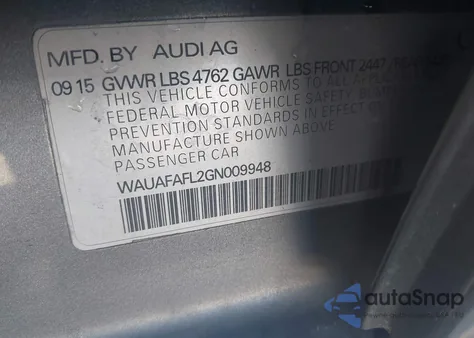 MFD. BY AUDI AG
09 15 GVWR LBS 4762 GAWR LBS FRONT 2447
THIS VEHICLE CONFORMS TO ALL
FEDERAL MOTOR VEHICLE SAFETY
PREVENTION STANDARDS IN EFFECT
MANUFACTURE SHOWN ABOVE
PASSENGER CAR
WAUAFAFL2GN009948
autoSnap